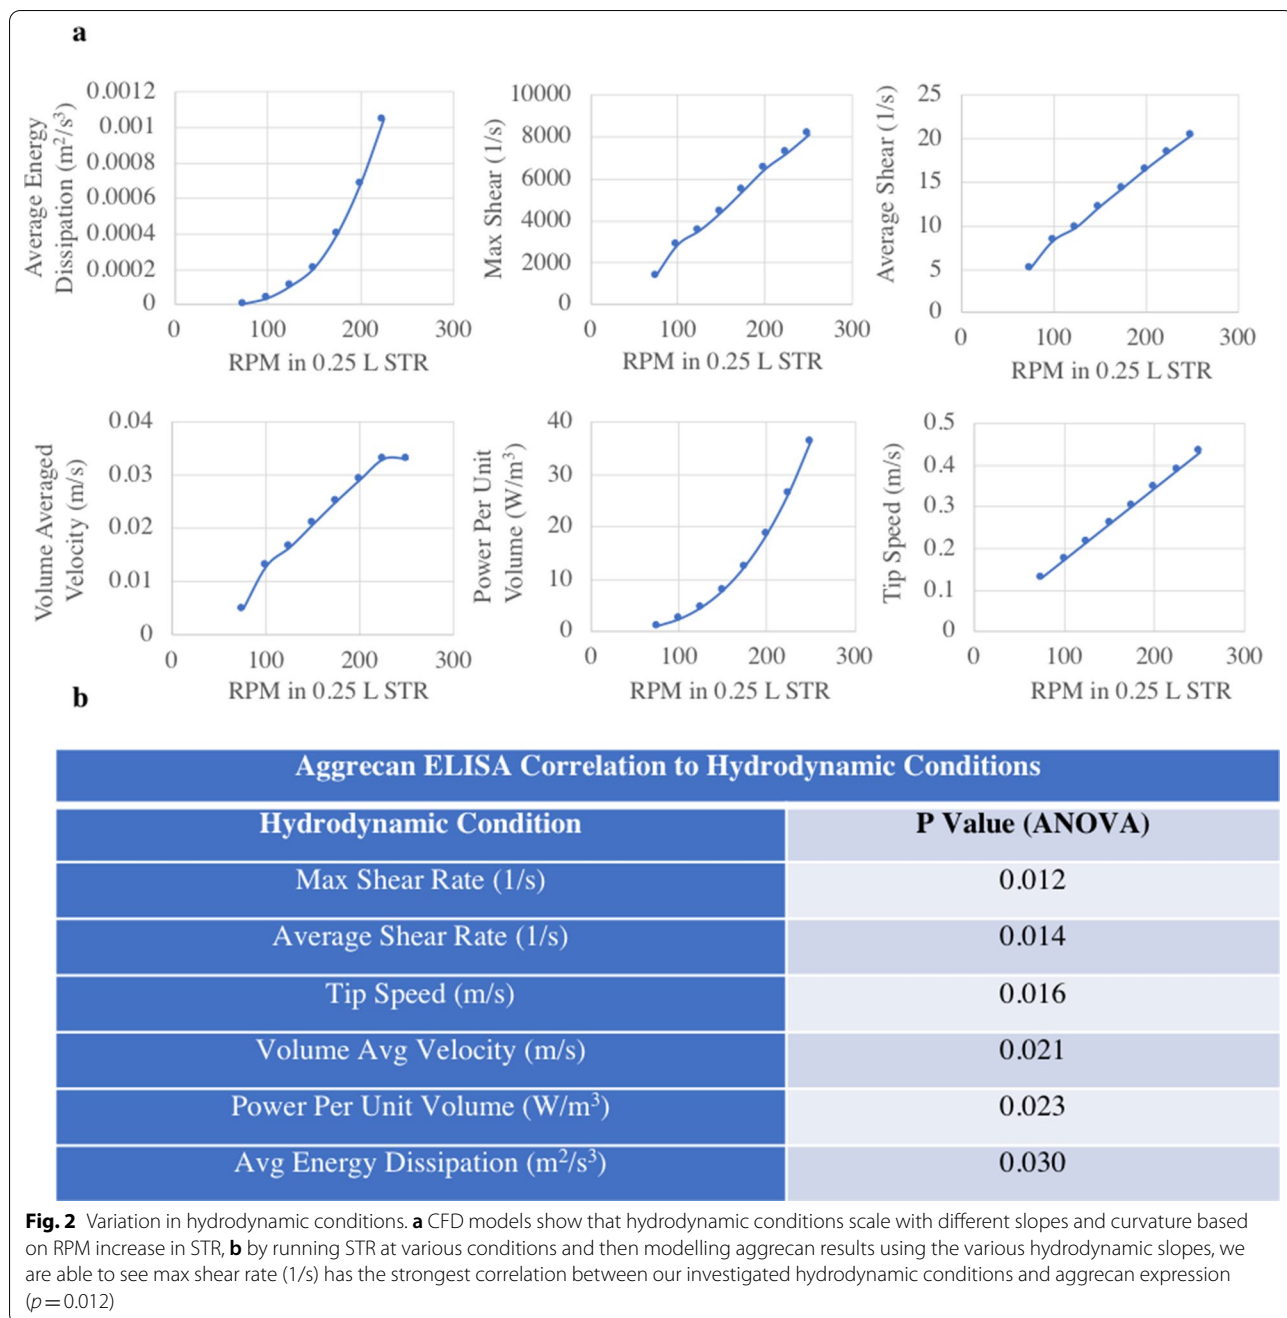 a
Average Energy
Dissipation (m²/s³)
0.0012
0.001
0.0008
0.0006
0.0004
0.0002
0
0 100 200 300
RPM in 0.25 L STR
Max Shear (1/s)
10000
8000
6000
4000
2000
0
0 100 200 300
RPM in 0.25 L STR
Average Shear (1/s)
25
20
15
10
5
0
0 100 200 300
RPM in 0.25 L STR
Volume Averaged
Velocity (m/s)
0.04
0.03
0.02
0.01
0
0 100 200 300
RPM in 0.25 L STR
Power Per Unit
Volume (W/m³)
40
30
20
10
0
0 100 200 300
RPM in 0.25 L STR
Tip Speed (m/s)
0.5
0.4
0.3
0.2
0.1
0
0 100 200 300
RPM in 0.25 L STR
b
Aggrecan ELISA Correlation to Hydrodynamic Conditions
Hydrodynamic Condition P Value (ANOVA)
Max Shear Rate (1/s) 0.012
Average Shear Rate (1/s) 0.014
Tip Speed (m/s) 0.016
Volume Avg Velocity (m/s) 0.021
Power Per Unit Volume (W/m³) 0.023
Avg Energy Dissipation (m²/s³) 0.030
Fig. 2 Variation in hydrodynamic conditions. a CFD models show that hydrodynamic conditions scale with different slopes and curvature based
on RPM increase in STR, b by running STR at various conditions and then modelling aggrecan results using the various hydrodynamic slopes, we
are able to see max shear rate (1/s) has the strongest correlation between our investigated hydrodynamic conditions and aggrecan expression
(p = 0.012)